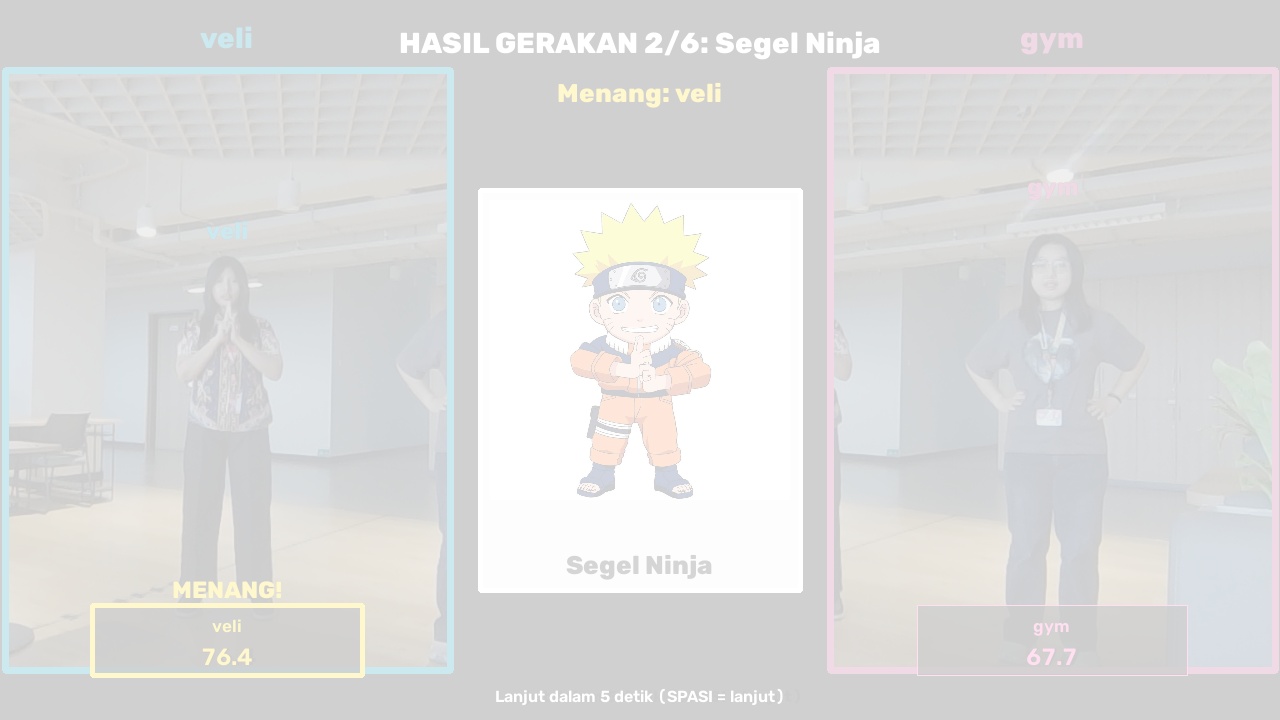 veli
HASIL GERAKAN 2/6: Segel Ninja
gym
Menang: veli
veli
gym
Segel Ninja
MENANG!
veli
76.4
gym
67.7
Lanjut dalam 5 detik (SPASI = lanjut)